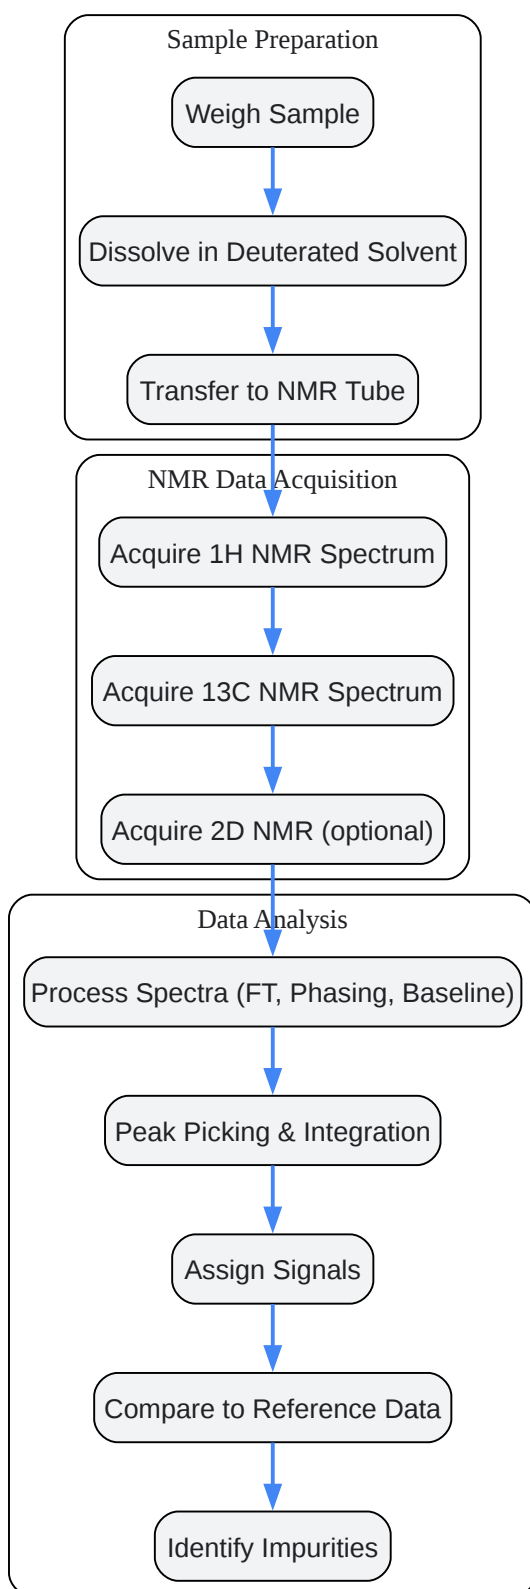 Sample Preparation
Weigh Sample
Dissolve in Deuterated Solvent
Transfer to NMR Tube
NMR Data Acquisition
Acquire 1H NMR Spectrum
Acquire 13C NMR Spectrum
Acquire 2D NMR (optional)
Data Analysis
Process Spectra (FT, Phasing, Baseline)
Peak Picking & Integration
Assign Signals
Compare to Reference Data
Identify Impurities